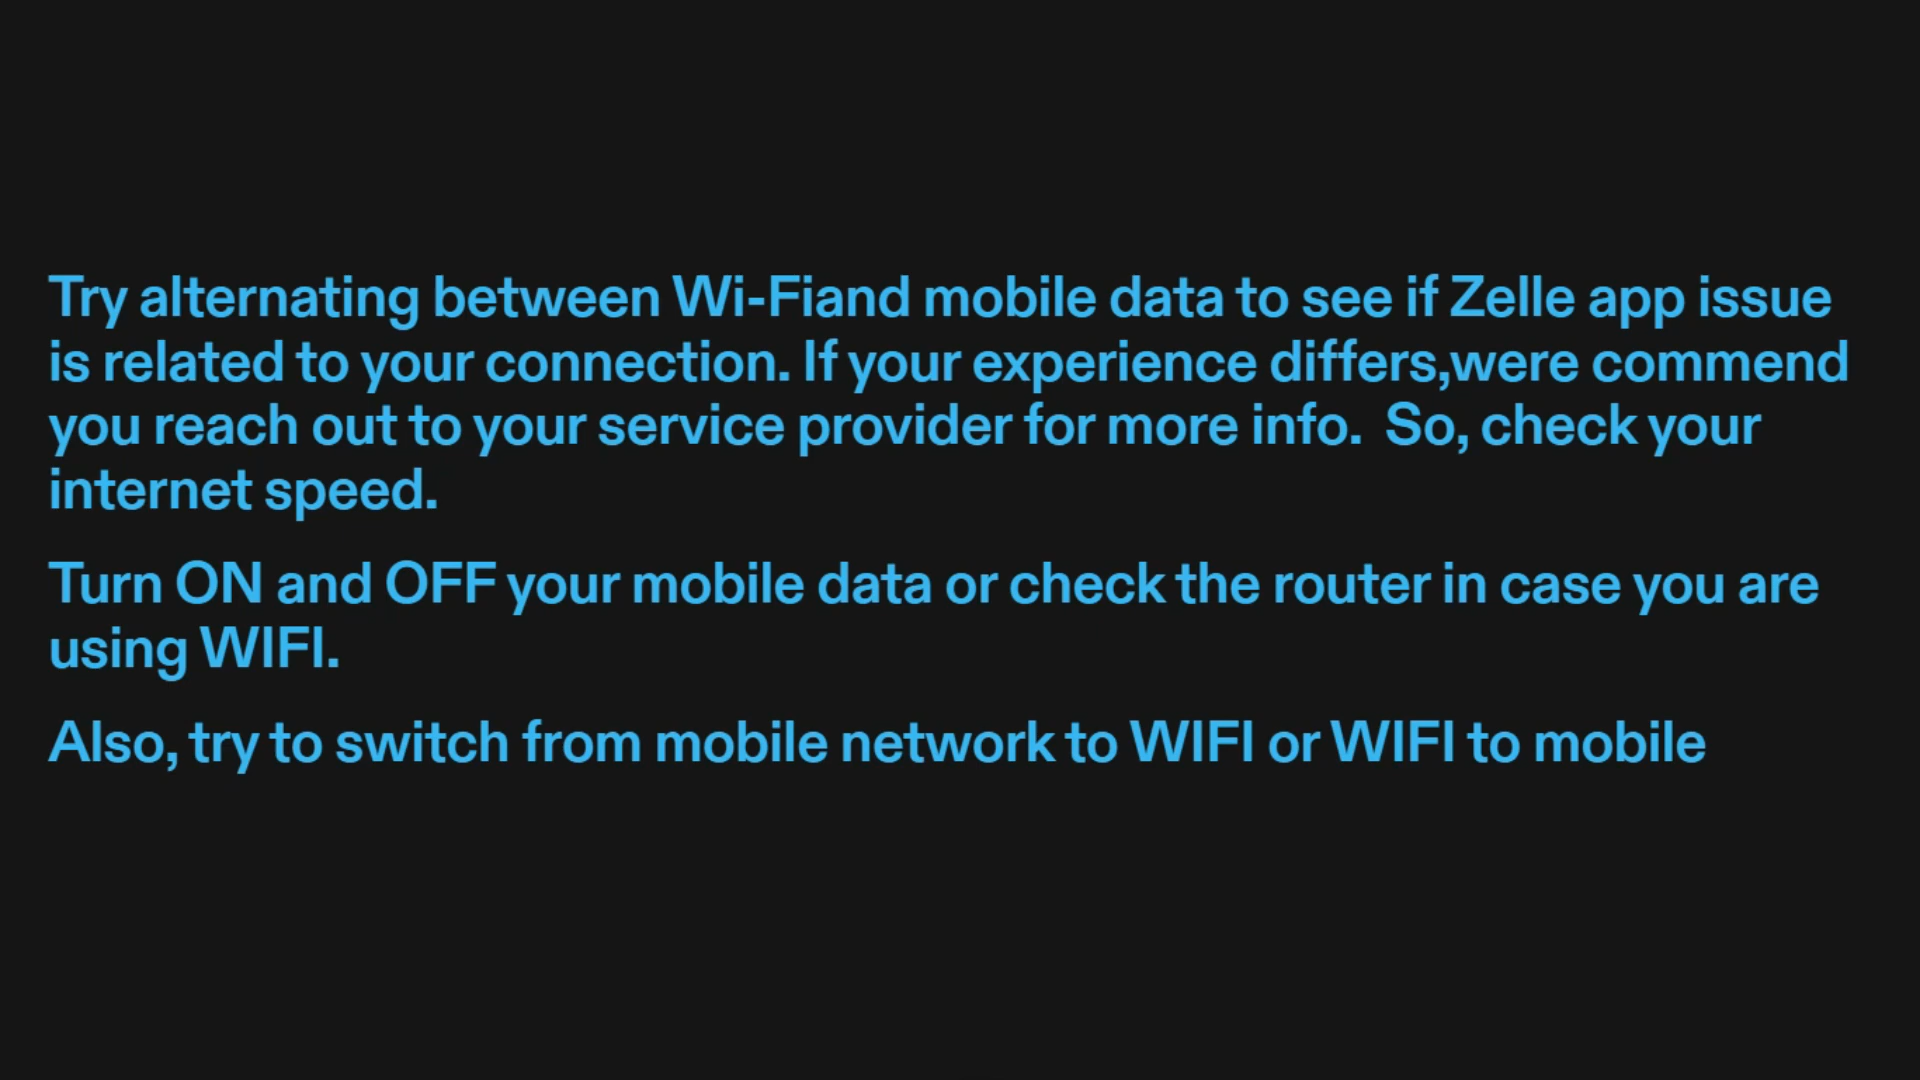 Try alternating between Wi-Fiand mobile data to see if Zelle app issue
is related to your connection. If your experience differs,were commend
you reach out to your service provider for more info.  So, check your
internet speed.
Turn ON and OFF your mobile data or check the router in case you are
using WIFI.
Also, try to switch from mobile network to WIFI or WIFI to mobile